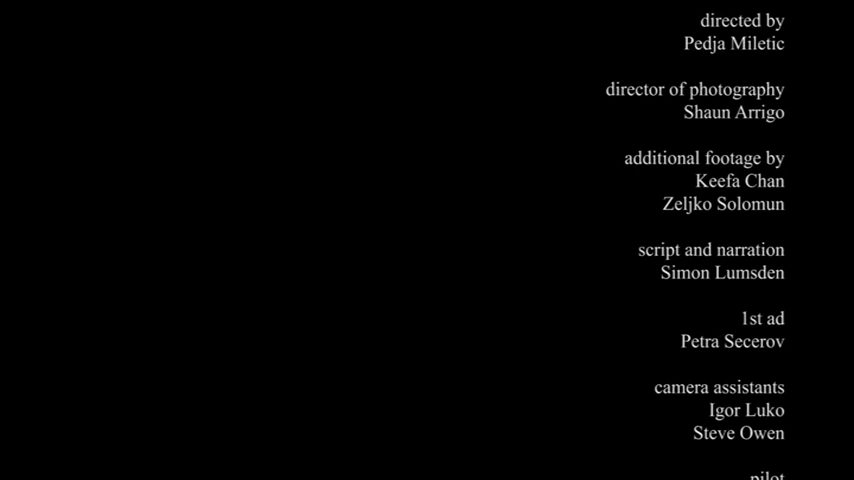 directed by
Pedja Miletic
director of photography
Shaun Arrigo
additional footage by
Keefa Chan
Zeljko Solomun
script and narration
Simon Lumsden
1st ad
Petra Secerov
camera assistants
Igor Luko
Steve Owen
pilot